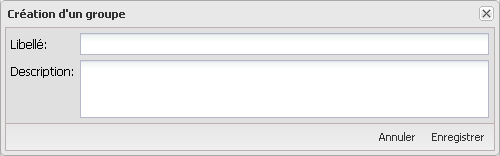 Création d'un groupe
Libellé:
Description:
Annuler Enregistrer